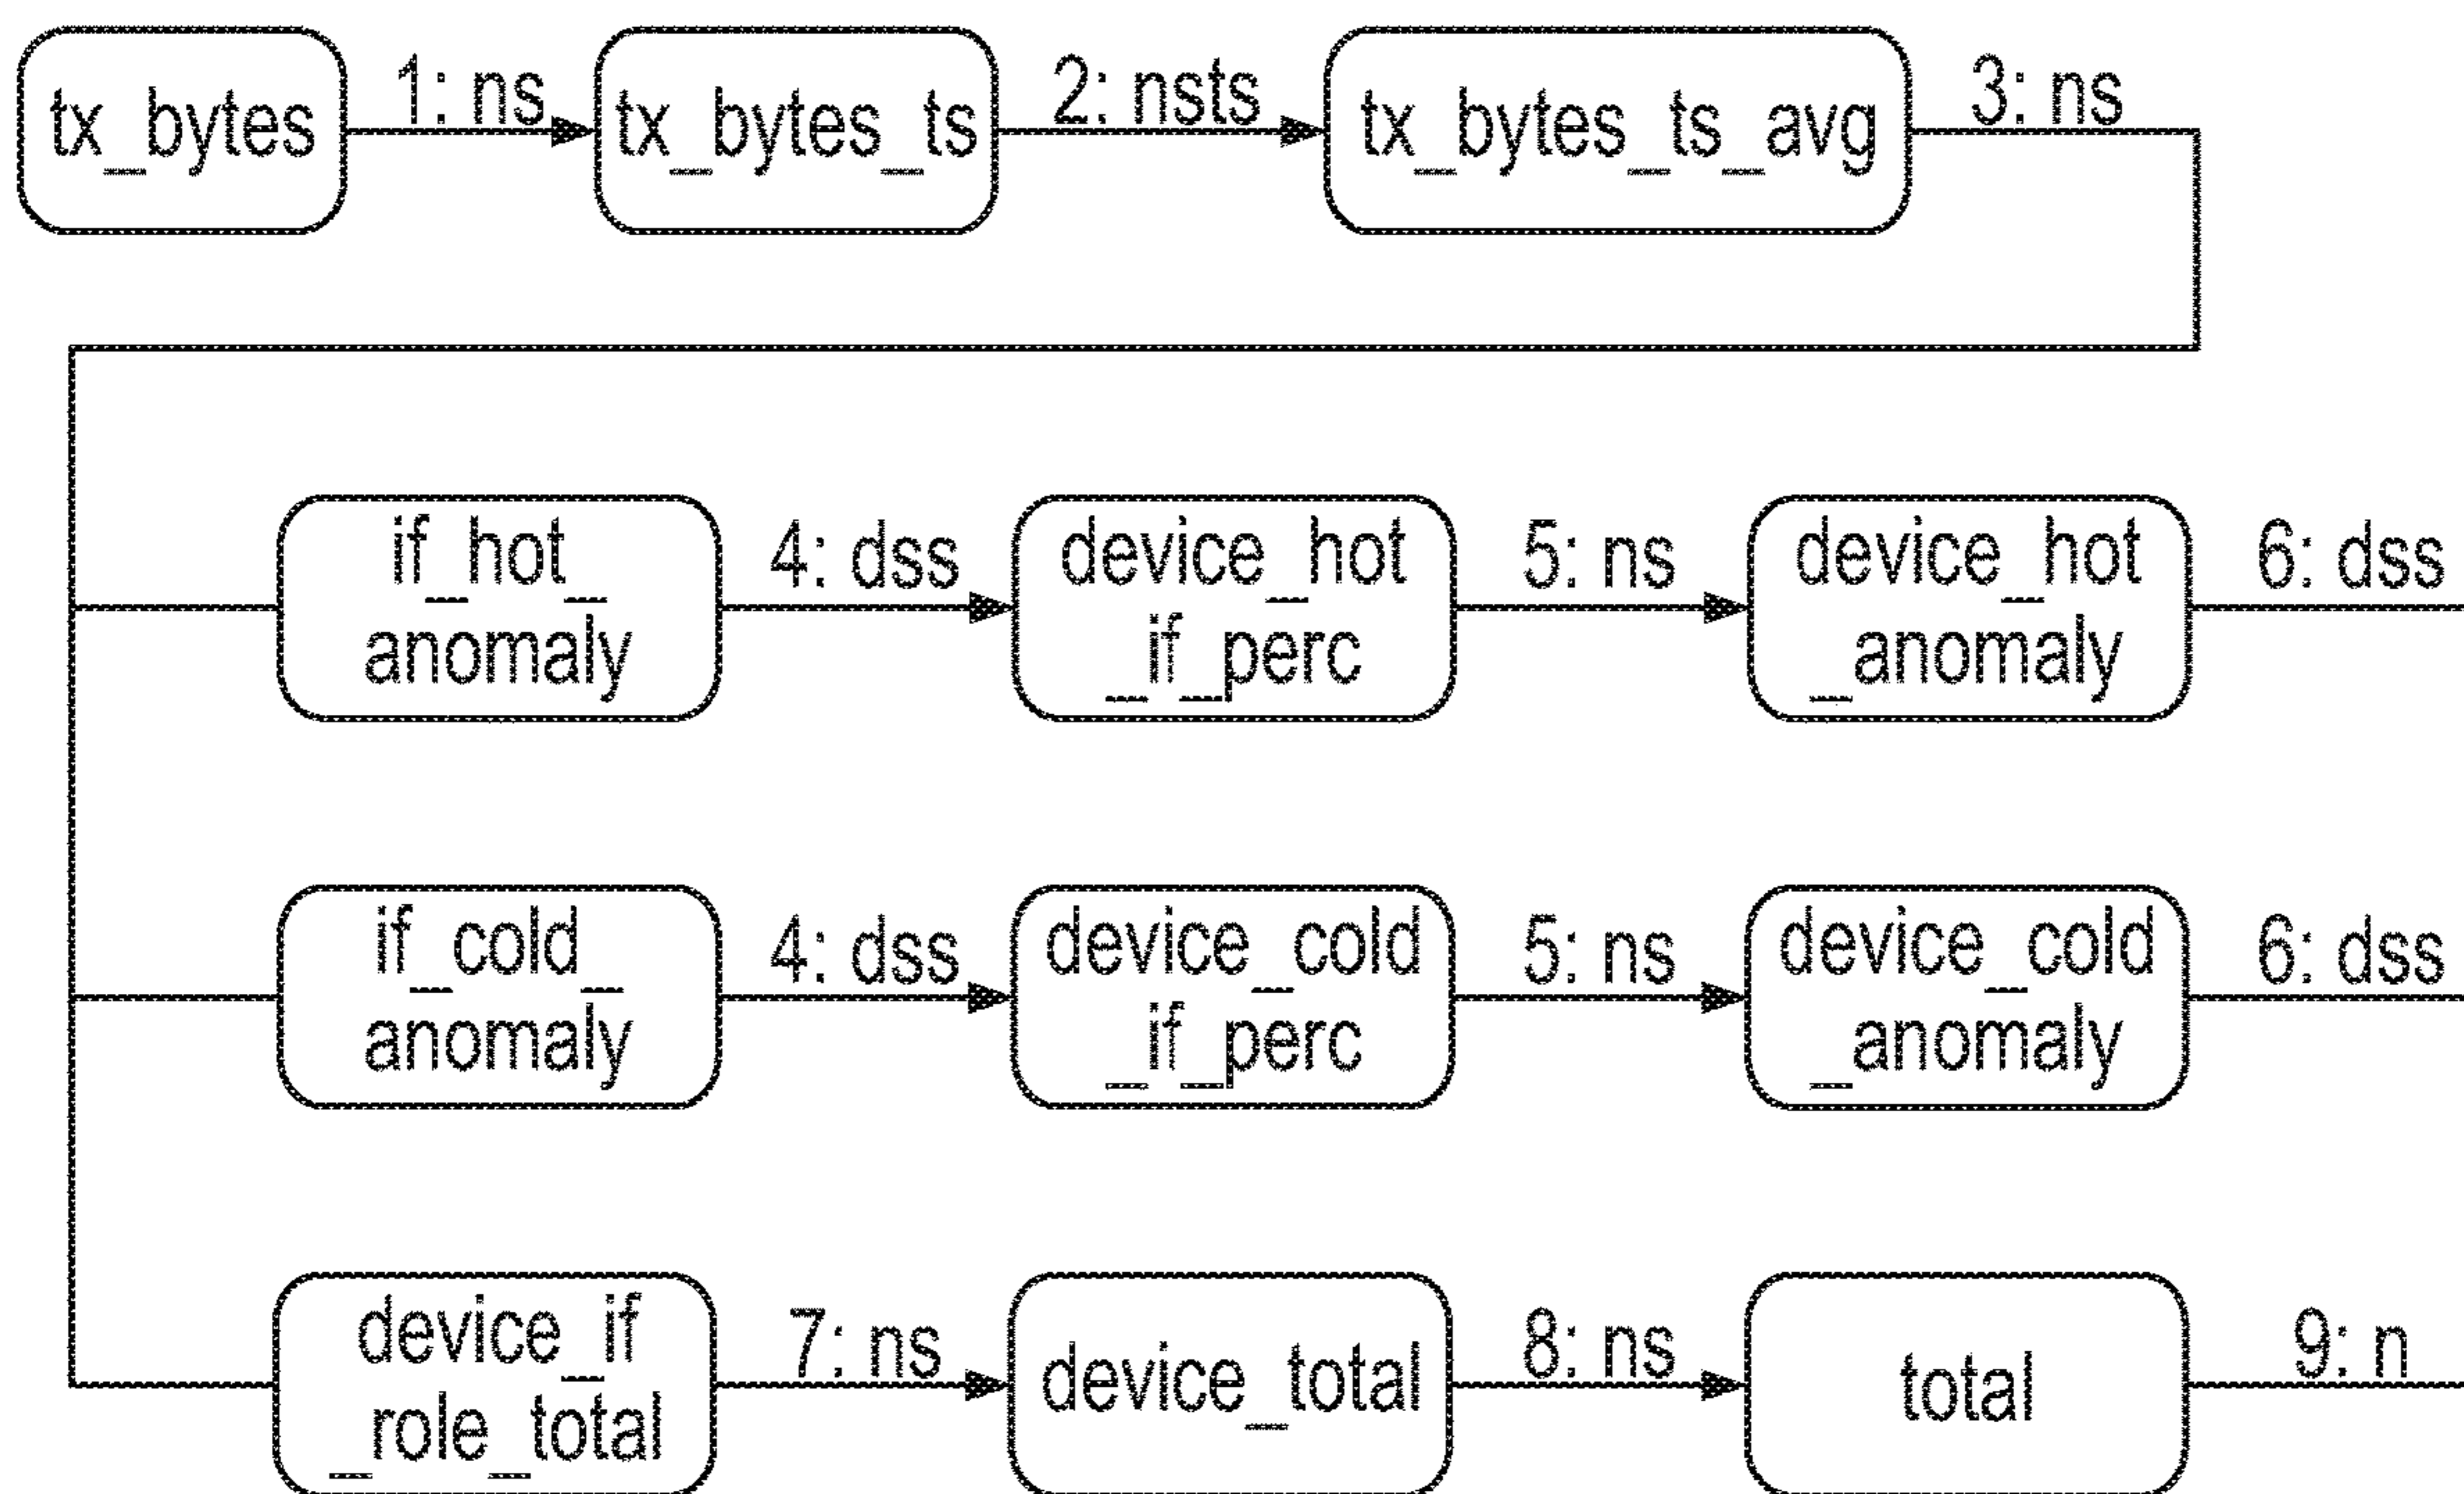 tx_bytes
1: ns
tx_bytes_ts
2: nsts
tx_bytes_ts_avg
3: ns
if_hot_
anomaly
4: dss
device_hot
_if_perc
5: ns
device_hot
_anomaly
6: dss
if_cold_
anomaly
4: dss
device_cold
_if_perc
5: ns
device_cold
_anomaly
6: dss
device_if
_role_total
7: ns
device_total
8: ns
total
9: n